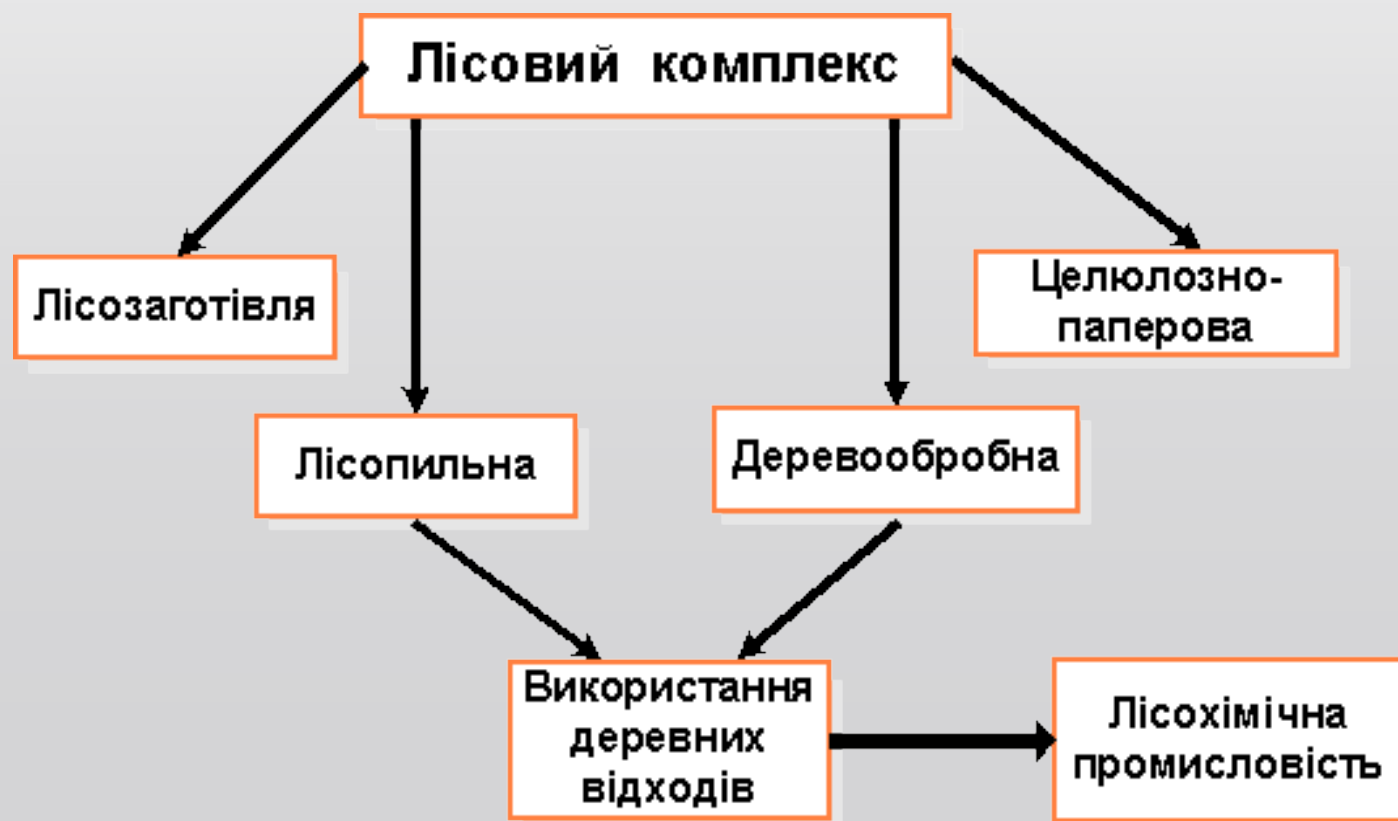 Лісовий комплекс
Лісозаготівля
Целюлозно-
паперова
Лісопильна
Деревообробна
Використання
деревних
відходів
Лісохімічна
промисловість